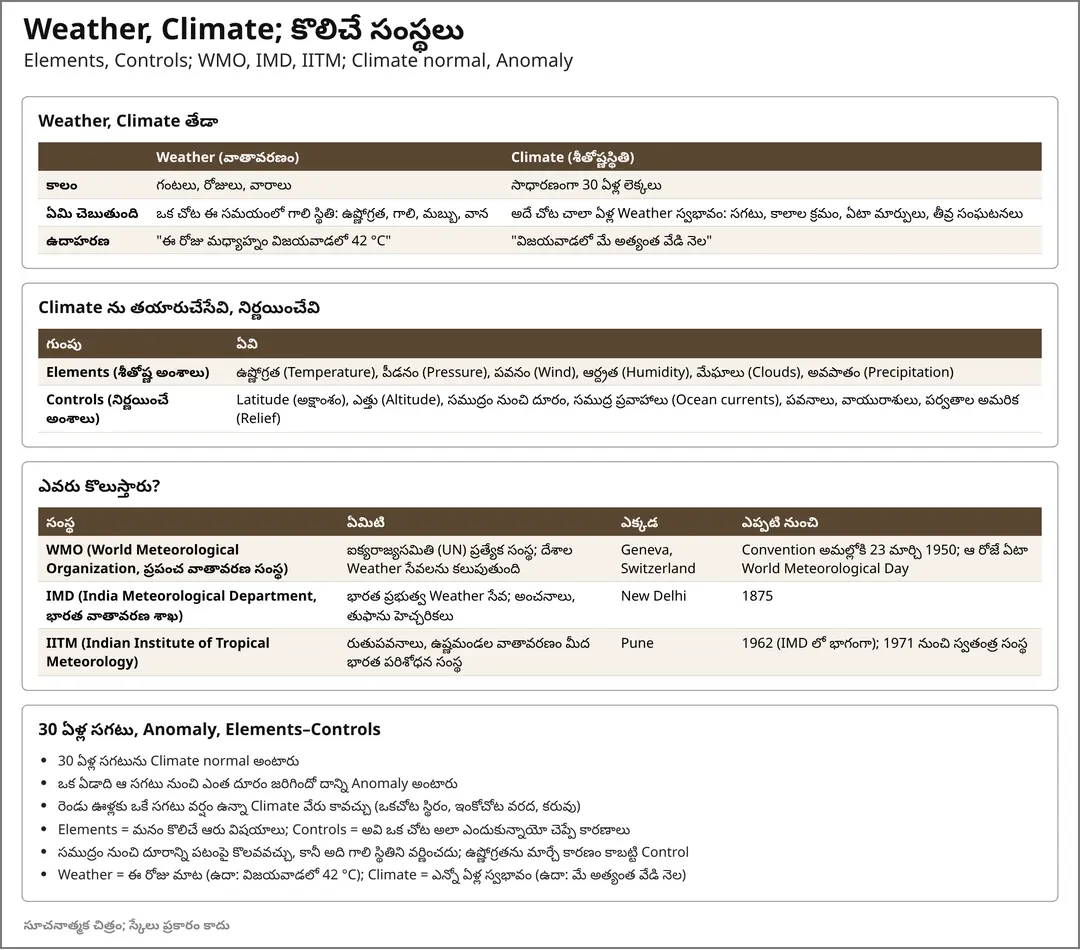 Weather, Climate; కొలిచే సంస్థలు
Elements, Controls; WMO, IMD, IITM; Climate normal, Anomaly
Weather, Climate తేడా
Weather (వాతావరణం) Climate (శీతోష్ణస్థితి)
కాలం గంటలు, రోజులు, వారాలు సాధారణంగా 30 ఏళ్ల లెక్కలు
ఏమి చెబుతుంది ఒక చోట ఈ సమయంలో గాలి స్థితి: ఉష్ణోగ్రత, గాలి, మబ్బు, వాన అదే చోట చాలా ఏళ్ల Weather స్వభావం: సగటు, కాలాల క్రమం, ఏటా మార్పులు, తీవ్ర సంఘటనలు
ఉదాహరణ "ఈ రోజు మధ్యాహ్నం విజయవాడలో 42 °C" "విజయవాడలో మే అత్యంత వేడి నెల"
Climate ను తయారుచేసేవి, నిర్ణయించేవి
గుంపు ఏవి
Elements (శీతోష్ణ అంశాలు) ఉష్ణోగ్రత (Temperature), పీడనం (Pressure), పవనం (Wind), ఆర్ద్రత (Humidity), మేఘాలు (Clouds), అవపాతం (Precipitation)
Controls (నిర్ణయించే Latitude (అక్షాంశం), ఎత్తు (Altitude), సముద్రం నుంచి దూరం, సముద్ర ప్రవాహాలు (Ocean currents), పవనాలు, వాయురాశులు, పర్వతాల అమరిక
అంశాలు) (Relief)
ఎవరు కొలుస్తారు?
సంస్థ ఏమిటి ఎక్కడ ఎప్పటి నుంచి
WMO (World Meteorological ఐక్యరాజ్యసమితి (UN) ప్రత్యేక సంస్థ; దేశాల Geneva, Convention అమల్లోకి 23 మార్చి 1950; ఆ రోజే ఏటా
Organization, ప్రపంచ వాతావరణ సంస్థ) Weather సేవలను కలుపుతుంది Switzerland World Meteorological Day
IMD (India Meteorological Department, భారత ప్రభుత్వ Weather సేవ; అంచనాలు, New Delhi 1875
భారత వాతావరణ శాఖ) తుఫాను హెచ్చరికలు
IITM (Indian Institute of Tropical రుతుపవనాలు, ఉష్ణమండల వాతావరణం మీద Pune 1962 (IMD లో భాగంగా); 1971 నుంచి స్వతంత్ర సంస్థ
Meteorology) భారత పరిశోధన సంస్థ
30 ఏళ్ల సగటు, Anomaly, Elements–Controls
• 30 ఏళ్ల సగటును Climate normal అంటారు
• ఒక ఏడాది ఆ సగటు నుంచి ఎంత దూరం జరిగిందో దాన్ని Anomaly అంటారు
• రెండు ఊళ్లకు ఒకే సగటు వర్షం ఉన్నా Climate వేరు కావచ్చు (ఒకచోట స్థిరం, ఇంకోచోట వరద, కరువు)
• Elements = మనం కొలిచే ఆరు విషయాలు; Controls = అవి ఒక చోట అలా ఎందుకున్నాయో చెప్పే కారణాలు
• సముద్రం నుంచి దూరాన్ని పటంపై కొలవవచ్చు, కానీ అది గాలి స్థితిని వర్ణించదు; ఉష్ణోగ్రతను మార్చే కారణం కాబట్టి Control
• Weather = ఈ రోజు మాట (ఉదా: విజయవాడలో 42 °C); Climate = ఎన్నో ఏళ్ల స్వభావం (ఉదా: మే అత్యంత వేడి నెల)
సూచనాత్మక చిత్రం; స్కేలు ప్రకారం కాదు